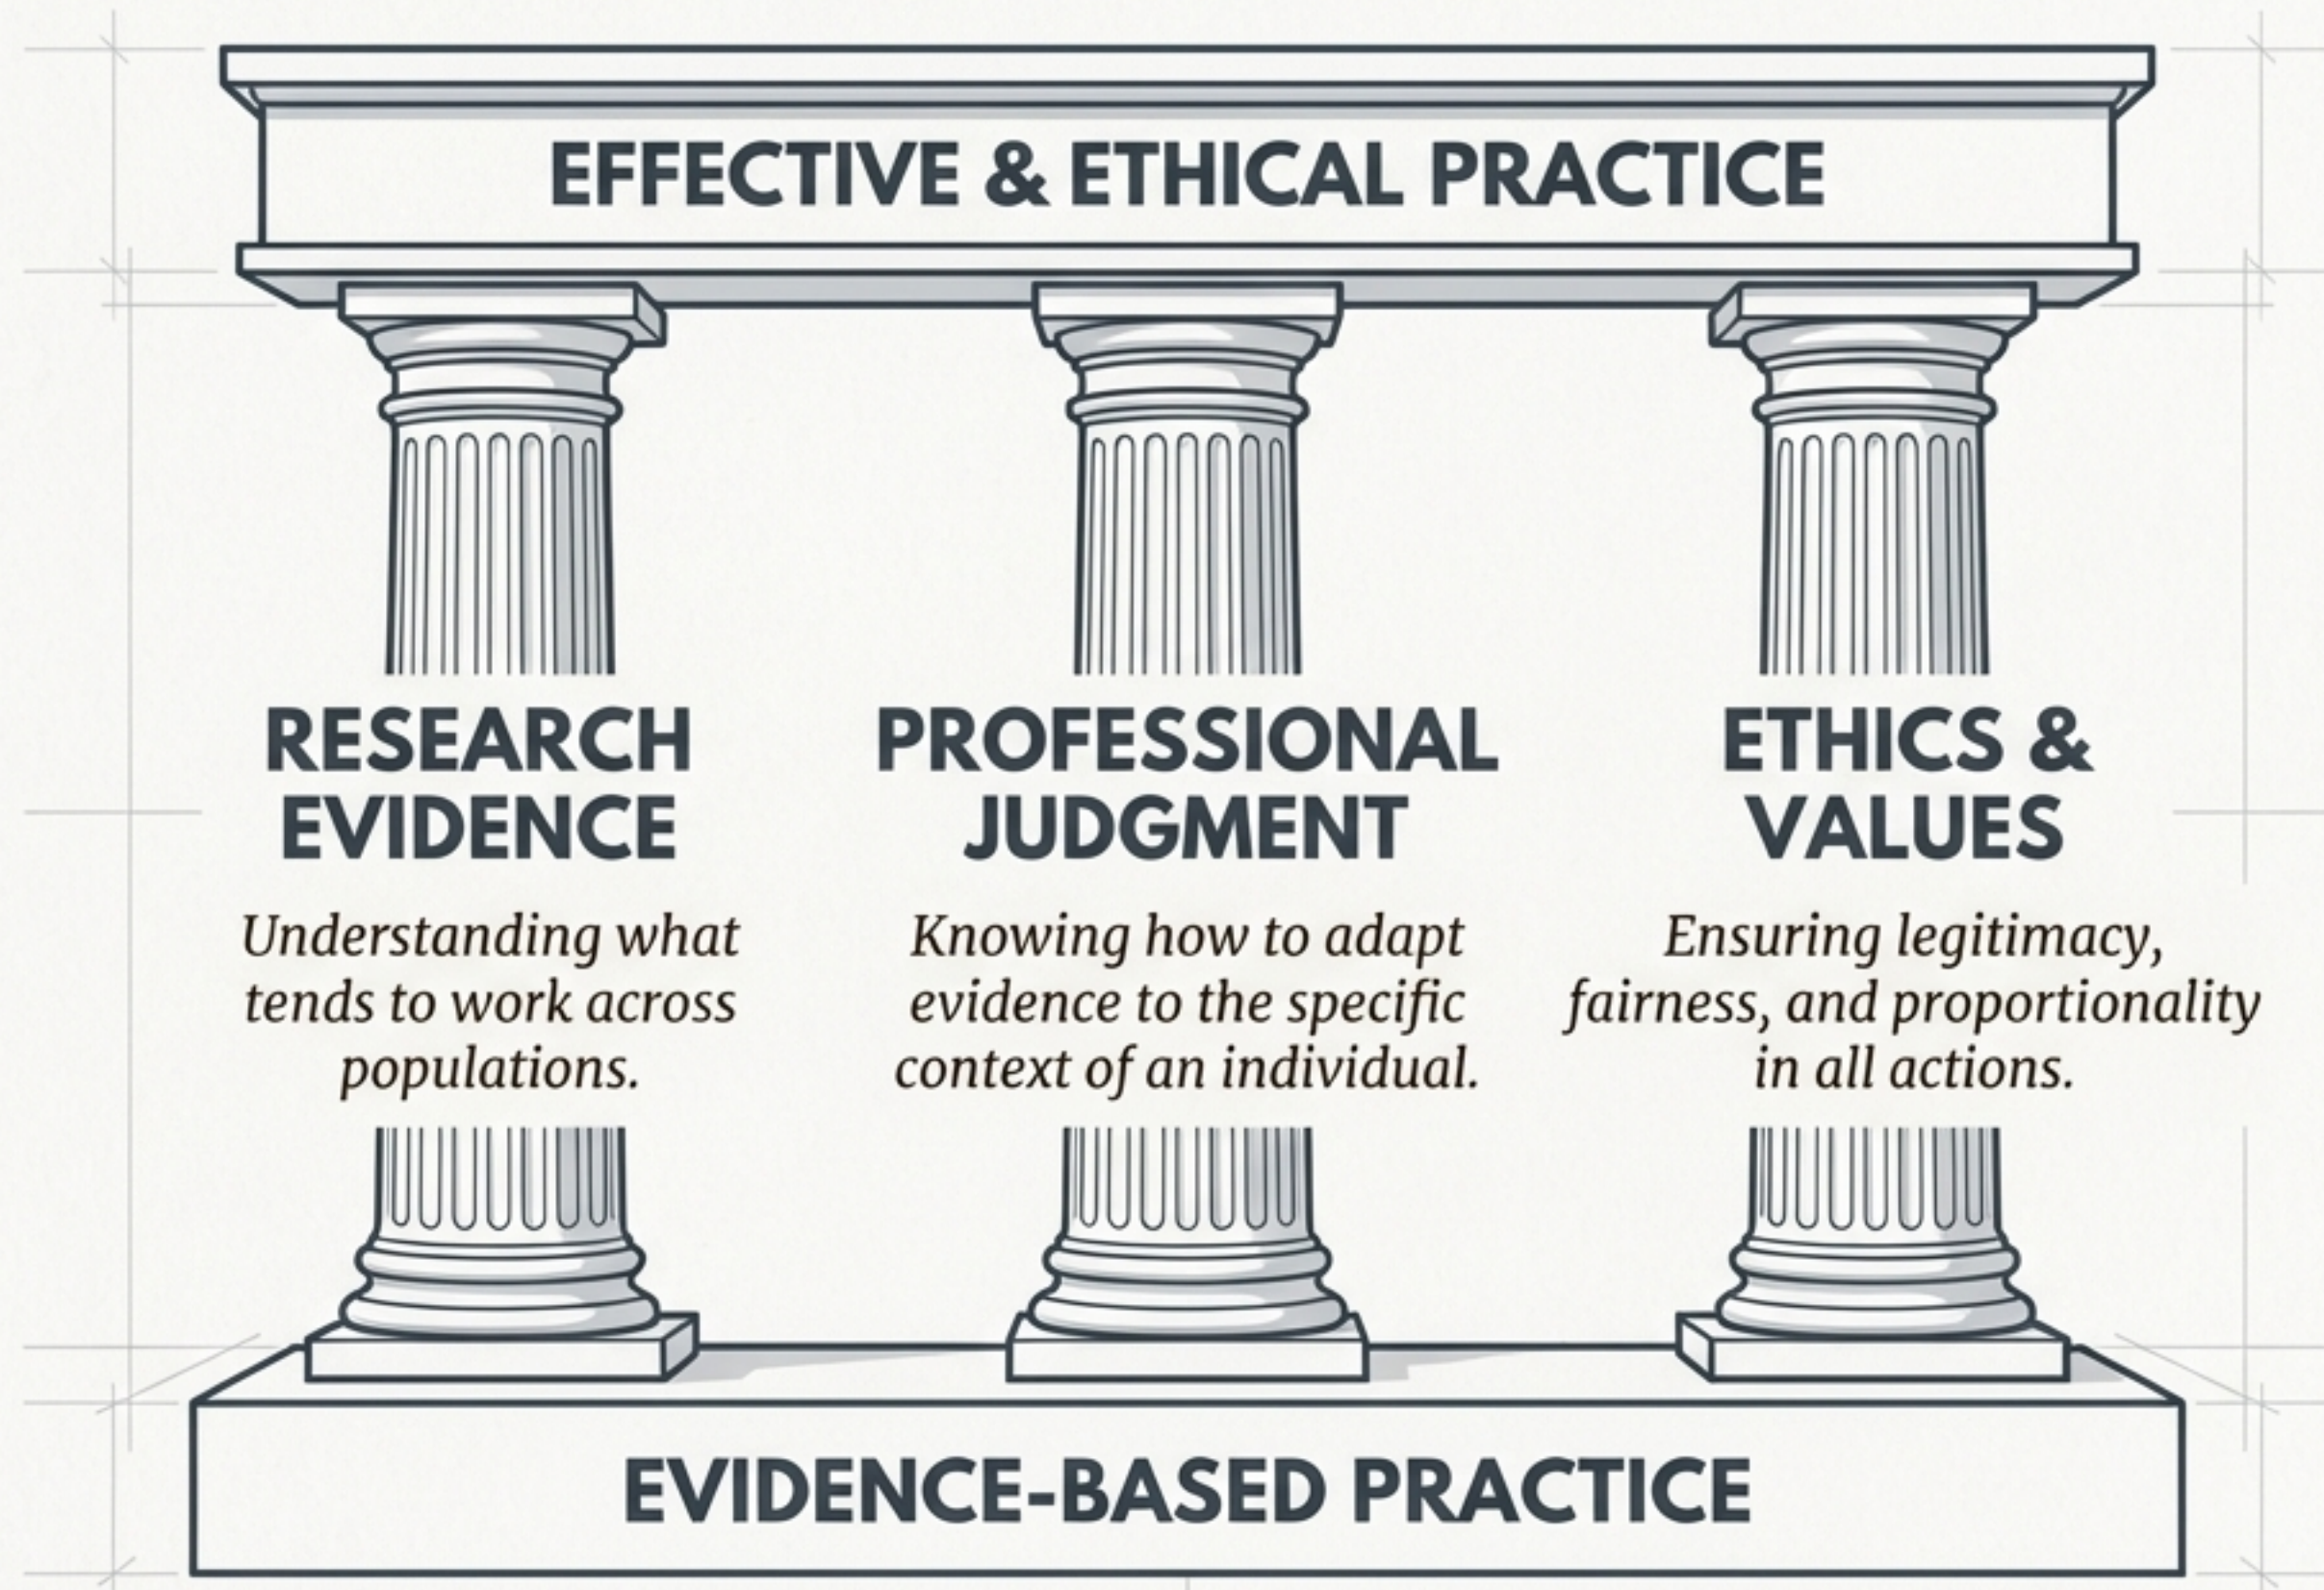 EFFECTIVE & ETHICAL PRACTICE
RESEARCH
EVIDENCE
Understanding what
tends to work across
populations.
PROFESSIONAL
JUDGMENT
Knowing how to adapt
evidence to the specific
context of an individual.
ETHICS &
VALUES
Ensuring legitimacy,
fairness, and proportionality
in all actions.
EVIDENCE-BASED PRACTICE